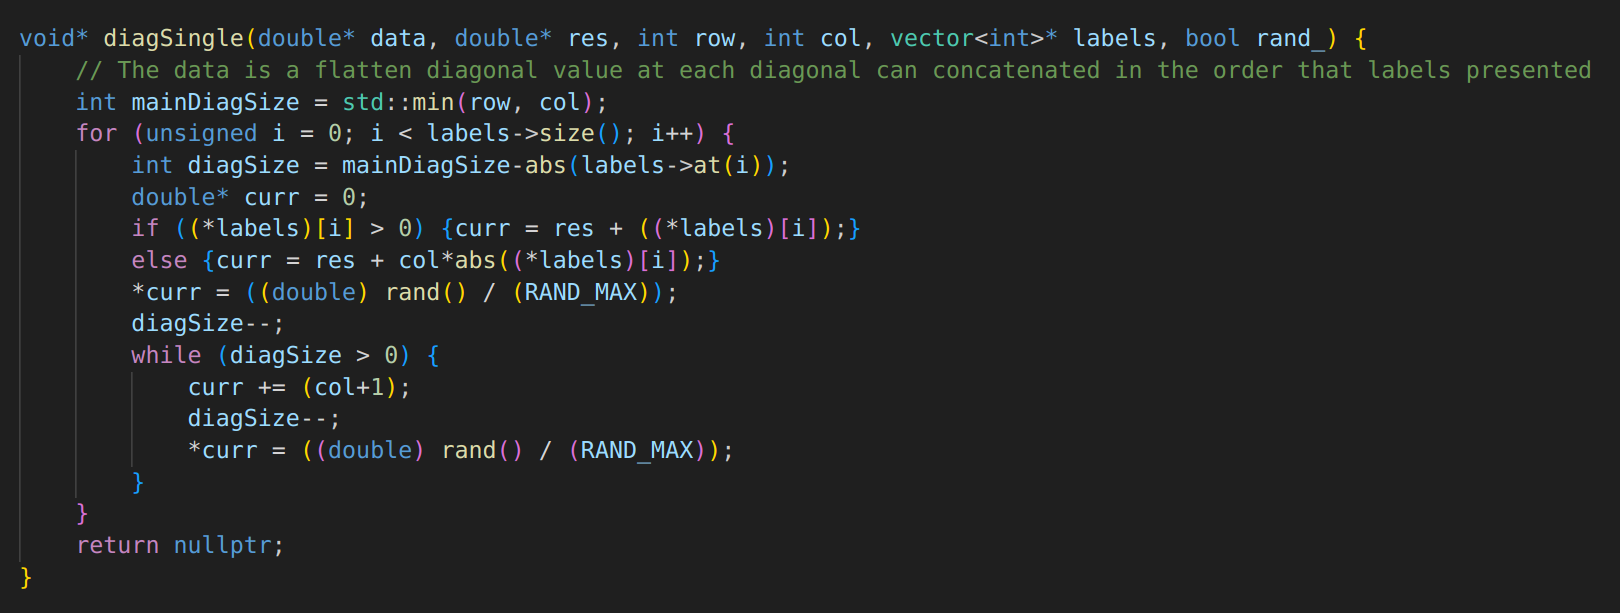 void* diagSingle(double* data, double* res, int row, int col, vector<int>* labels, bool rand_) {
    // The data is a flatten diagonal value at each diagonal can concatenated in the order that labels presented
    int mainDiagSize = std::min(row, col);
    for (unsigned i = 0; i < labels->size(); i++) {
        int diagSize = mainDiagSize-abs(labels->at(i));
        double* curr = 0;
        if ((*labels)[i] > 0) {curr = res + ((*labels)[i]);}
        else {curr = res + col*abs((*labels)[i]);}
        *curr = ((double) rand() / (RAND_MAX));
        diagSize--;
        while (diagSize > 0) {
            curr += (col+1);
            diagSize--;
            *curr = ((double) rand() / (RAND_MAX));
        }
    }
    return nullptr;
}